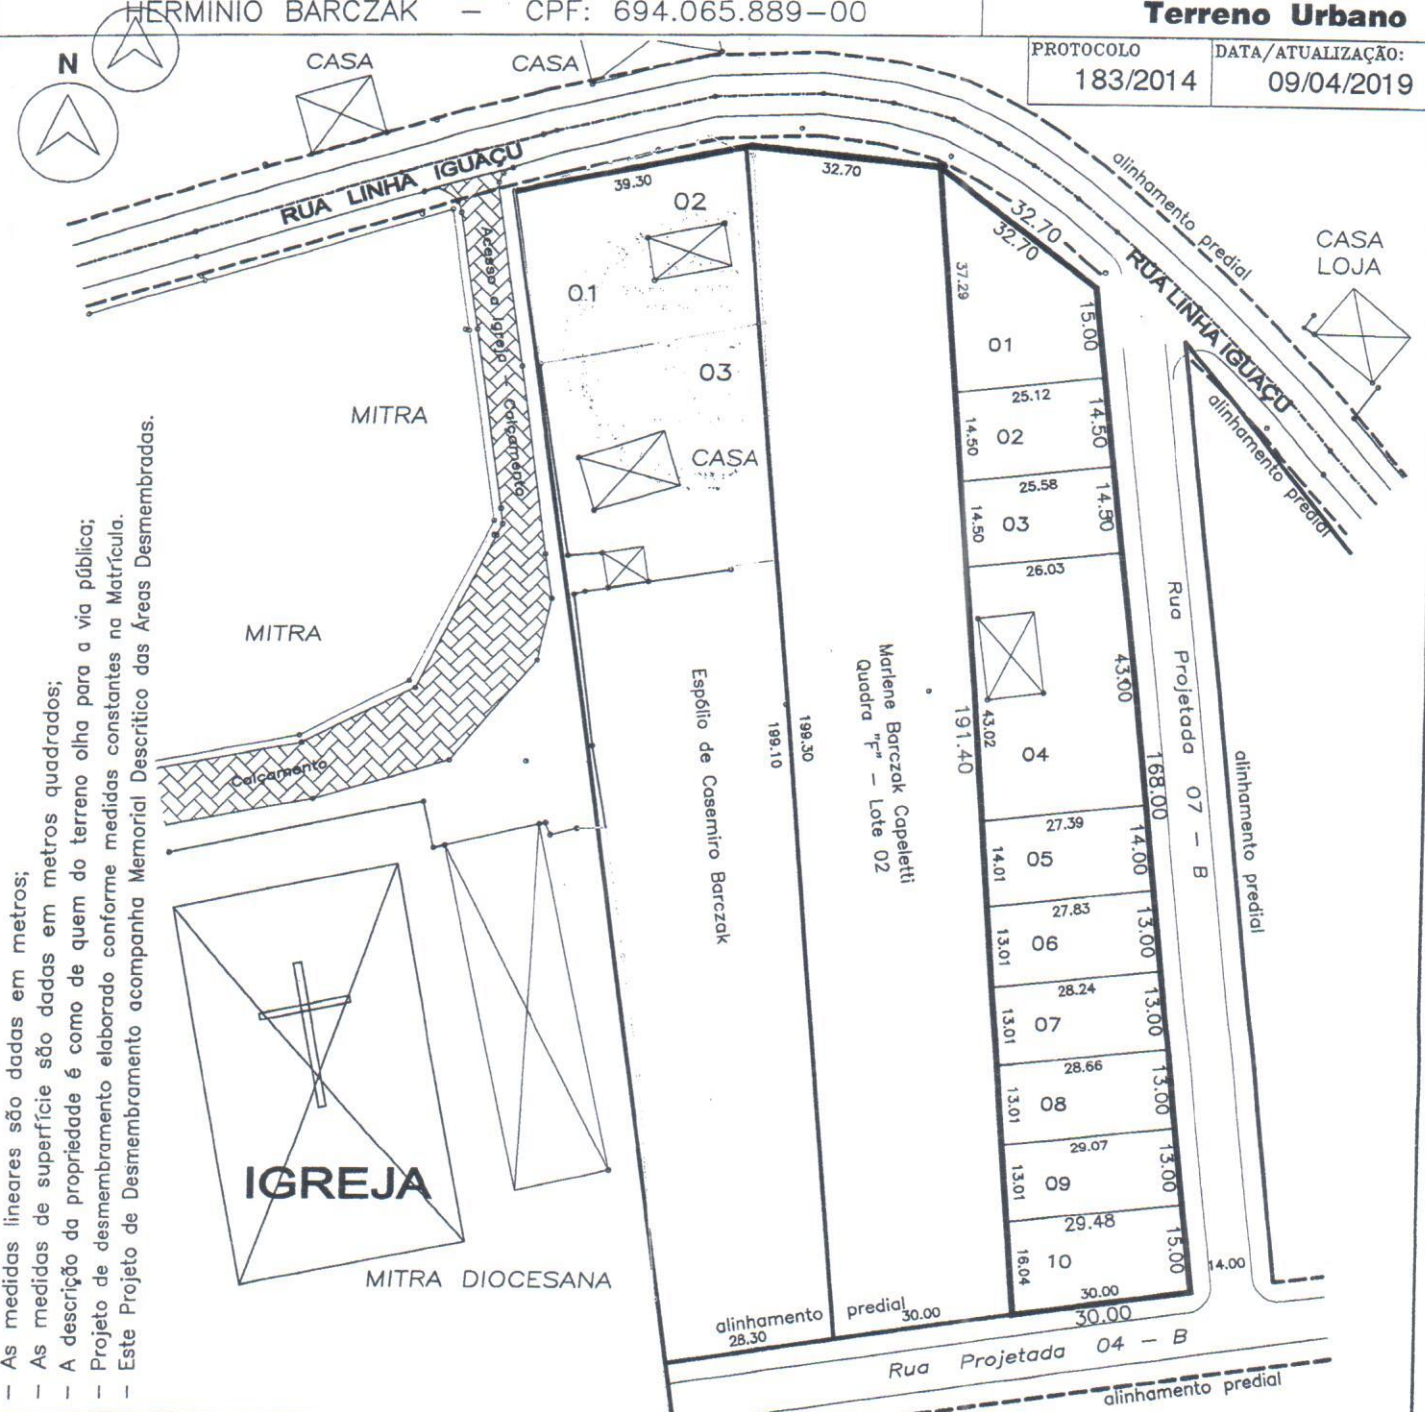 HERMINIO BARCZAK – CPF: 694.065.889-00
Terreno Urbano
PROTOCOLO
183/2014
DATA/ATUALIZAÇÃO:
09/04/2019
N
CASA
CASA
RUA LINHA IGUAÇU
alinhamento predial
CASA
LOJA
RUA LINHA IGUAÇU
alinhamento predial
39.30
32.70
32.70
32.70
02
01
03
CASA
Acesso a Igreja – Calçamento
MITRA
MITRA
Calçamento
IGREJA
MITRA DIOCESANA
Espólio de Casemiro Barczak
199.10
199.30
Marlene Barczak Capeletti
Quadra "F" – Lote 02
191.40
37.29
01
15.00
25.12
14.50
02
14.50
25.58
14.50
03
14.50
26.03
43.02
04
43.00
168.00
27.39
14.01
05
14.00
27.83
13.01
06
13.00
28.24
13.01
07
13.00
28.66
13.01
08
13.00
29.07
13.01
09
13.00
29.48
16.04
10
15.00
30.00
30.00
Rua Projetada 07 – B
alinhamento predial
14.00
alinhamento predial
28.30
30.00
Rua Projetada 04 – B
alinhamento predial
– As medidas lineares são dadas em metros;
– As medidas de superfície são dadas em metros quadrados;
– A descrição da propriedade é como de quem do terreno olha para a via pública;
– Projeto de desmembramento elaborado conforme medidas constantes na Matrícula.
– Este Projeto de Desmembramento acompanha Memorial Descritico das Áreas Desmembradas.